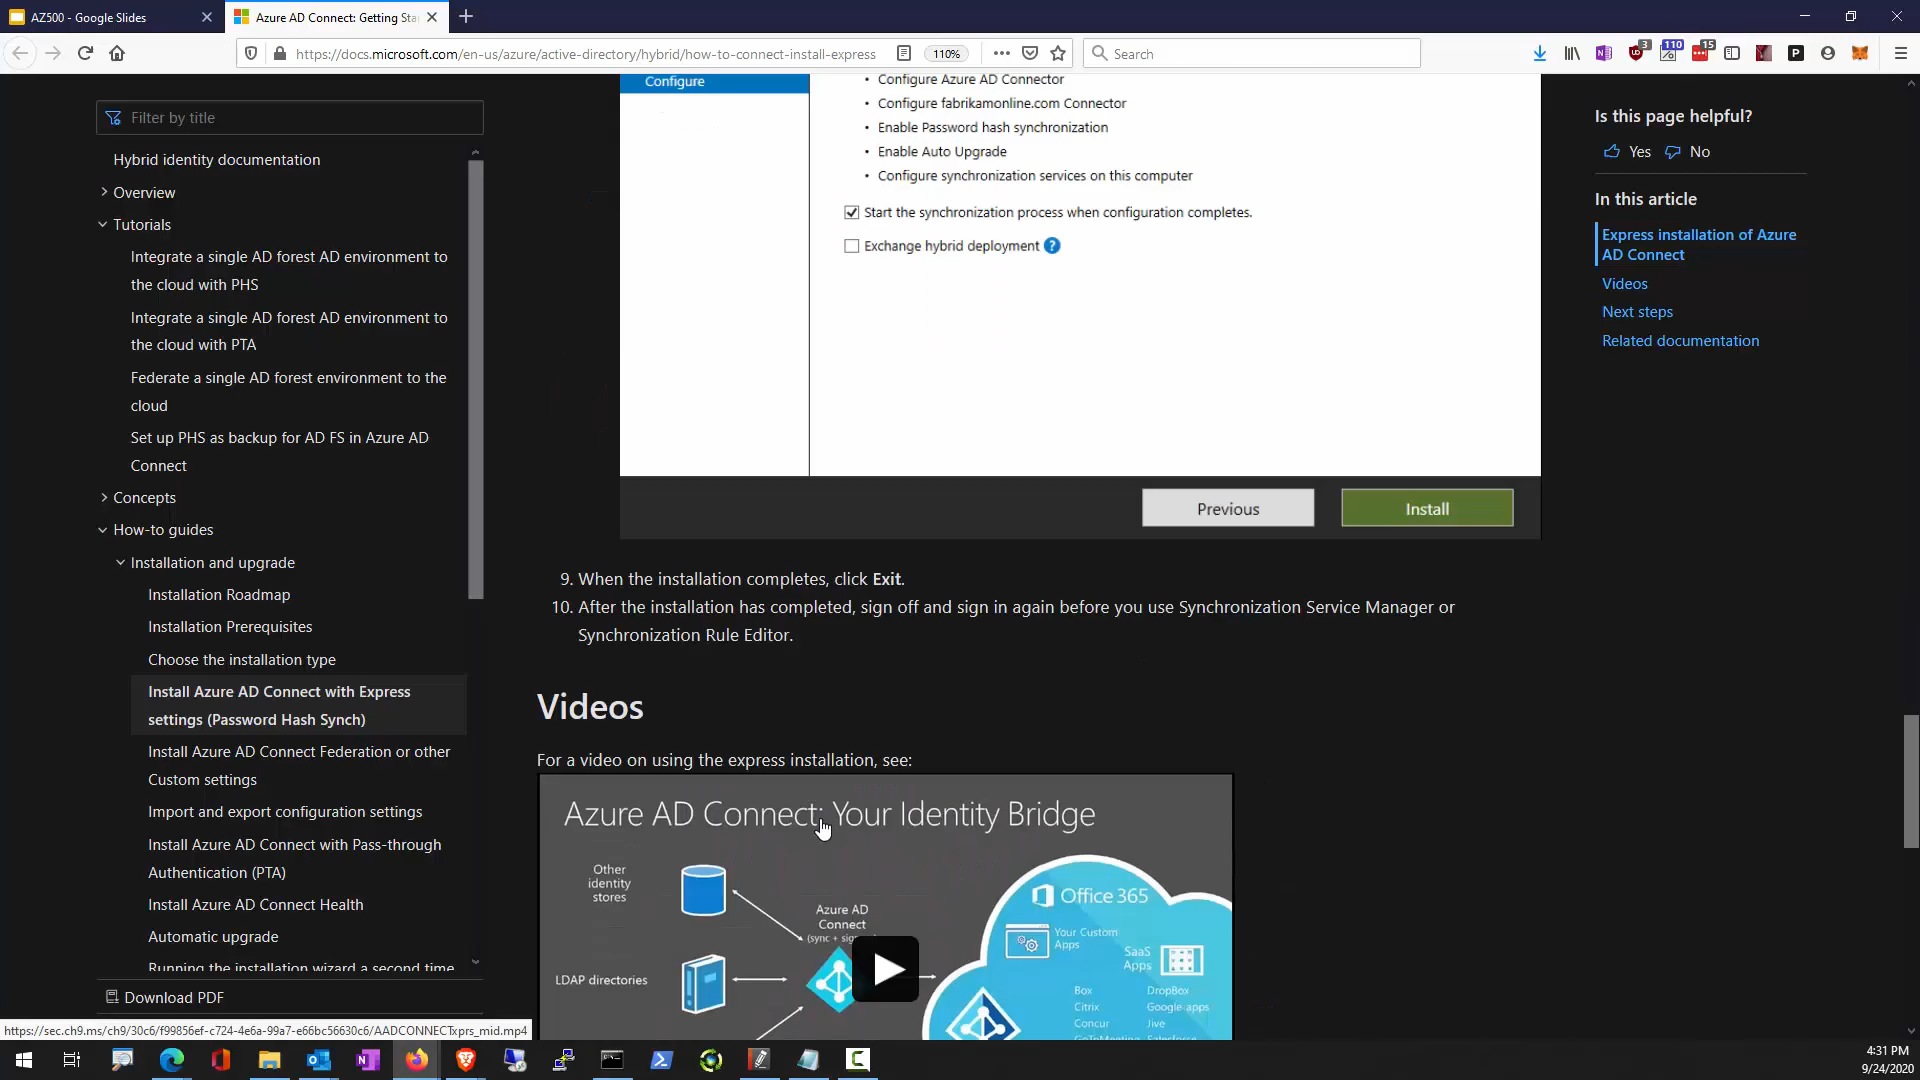 AZ500 - Google Slides
Azure AD Connect: Getting Sta
https://docs.microsoft.com/en-us/azure/active-directory/hybrid/how-to-connect-install-express
110%
Search
3
110
15
Filter by title
Hybrid identity documentation
Overview
Tutorials
Integrate a single AD forest AD environment to
the cloud with PHS
Integrate a single AD forest AD environment to
the cloud with PTA
Federate a single AD forest environment to the
cloud
Set up PHS as backup for AD FS in Azure AD
Connect
Concepts
How-to guides
Installation and upgrade
Installation Roadmap
Installation Prerequisites
Choose the installation type
Install Azure AD Connect with Express
settings (Password Hash Synch)
Install Azure AD Connect Federation or other
Custom settings
Import and export configuration settings
Install Azure AD Connect with Pass-through
Authentication (PTA)
Install Azure AD Connect Health
Automatic upgrade
Running the installation wizard a second time
Download PDF
https://sec.ch9.ms/ch9/30c6/f99856ef-c724-4e6a-99a7-e66bc56630c6/AADCONNECTxprs_mid.mp4
Configure
• Configure Azure AD Connector
• Configure fabrikamonline.com Connector
• Enable Password hash synchronization
• Enable Auto Upgrade
• Configure synchronization services on this computer
Start the synchronization process when configuration completes.
Exchange hybrid deployment ?
Previous
Install
9. When the installation completes, click Exit.
10. After the installation has completed, sign off and sign in again before you use Synchronization Service Manager or
Synchronization Rule Editor.
Videos
For a video on using the express installation, see:
Azure AD Connect: Your Identity Bridge
Other
identity
stores
LDAP directories
Azure AD
Connect
(sync + sign
Office 365
Your Custom
Apps
SaaS
Apps
Box
Citrix
Concur
GoToMeeting
DropBox
Google apps
Jive
Salesforce
Is this page helpful?
Yes
No
In this article
Express installation of Azure
AD Connect
Videos
Next steps
Related documentation
4:31 PM
9/24/2020